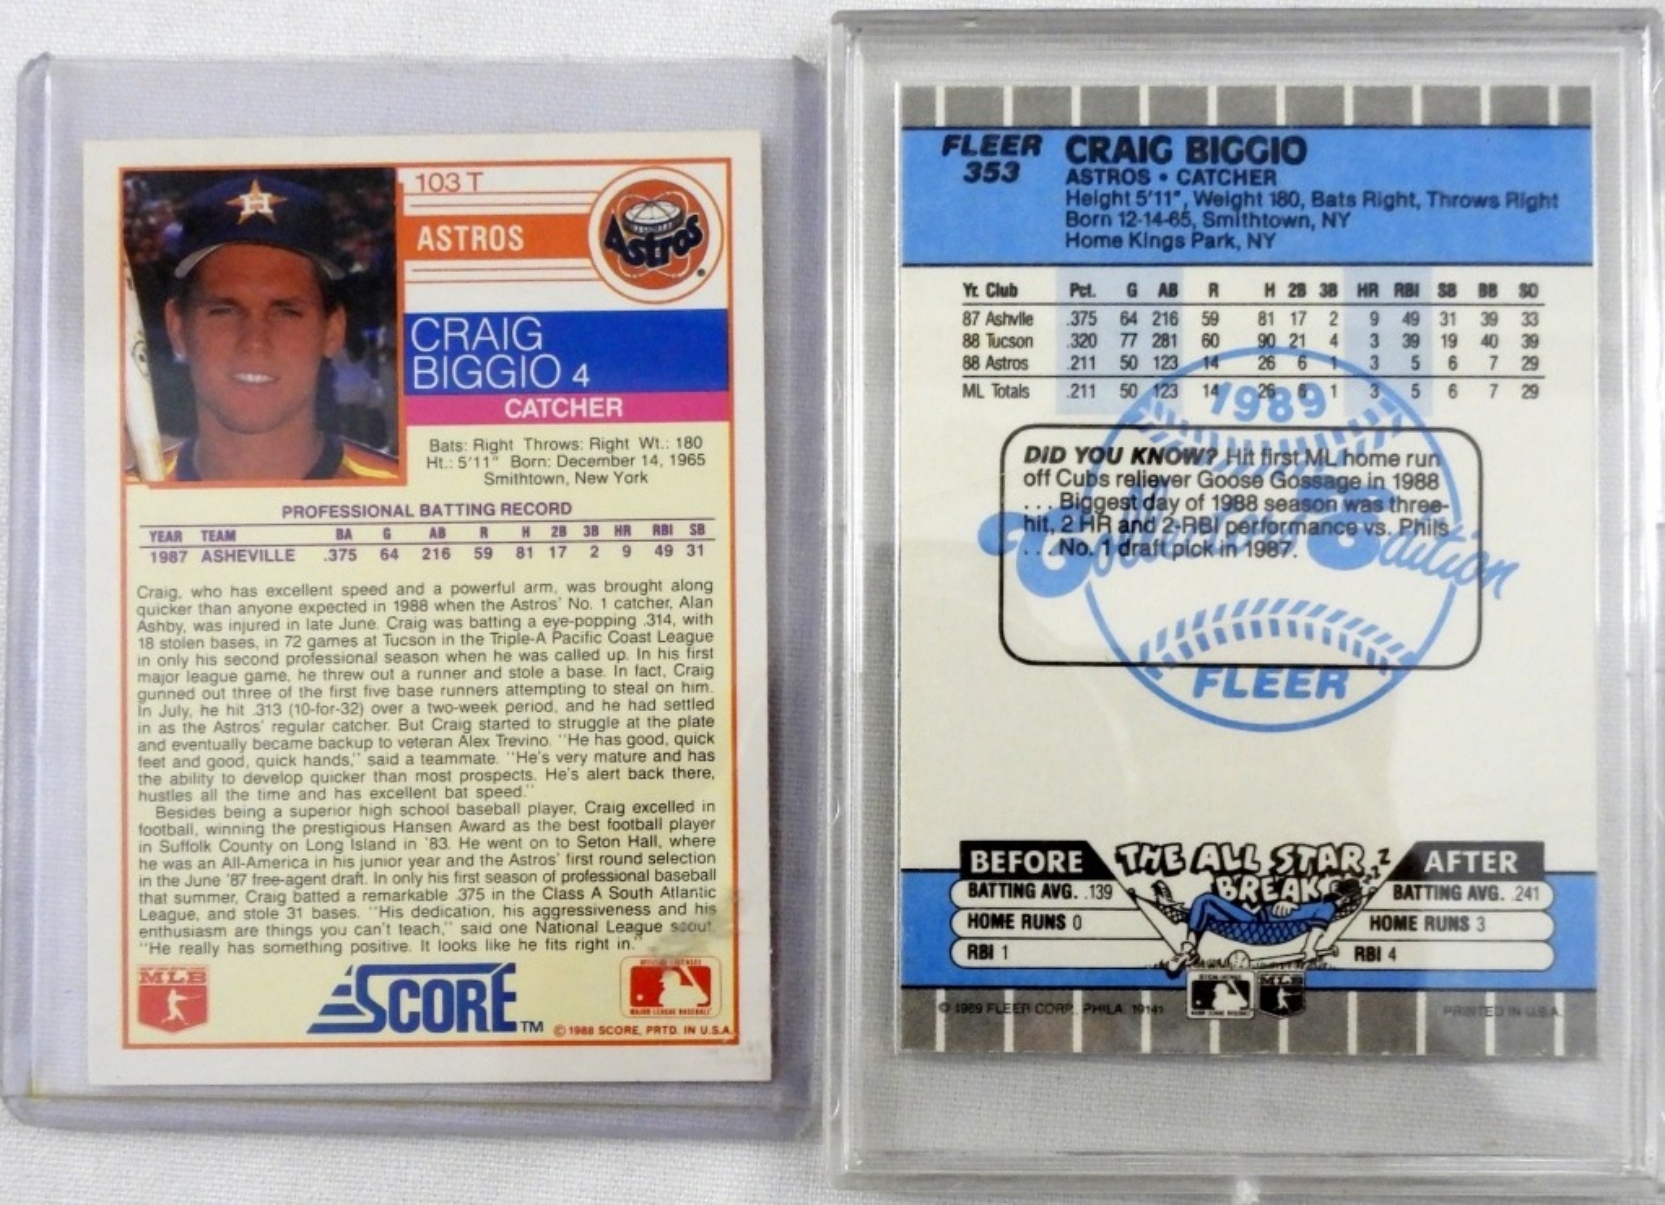 103 T
ASTROS
Astros
CRAIG
BIGGIO 4
CATCHER
Bats: Right Throws: Right Wt.: 180
Ht.: 5'11" Born: December 14, 1965
Smithtown, New York
PROFESSIONAL BATTING RECORD
YEAR TEAM BA G AB R H 2B 3B HR RBI SB
1987 ASHEVILLE .375 64 216 59 81 17 2 9 49 31
Craig, who has excellent speed and a powerful arm, was brought along
quicker than anyone expected in 1988 when the Astros' No. 1 catcher, Alan
Ashby, was injured in late June. Craig was batting a eye-popping .314, with
18 stolen bases, in 72 games at Tucson in the Triple-A Pacific Coast League
in only his second professional season when he was called up. In his first
major league game, he threw out a runner and stole a base. In fact, Craig
gunned out three of the first five base runners attempting to steal on him.
In July, he hit .313 (10-for-32) over a two-week period, and he had settled
in as the Astros' regular catcher. But Craig started to struggle at the plate
and eventually became backup to veteran Alex Trevino. "He has good, quick
feet and good, quick hands," said a teammate. "He's very mature and has
the ability to develop quicker than most prospects. He's alert back there,
hustles all the time and has excellent bat speed."
Besides being a superior high school baseball player, Craig excelled in
football, winning the prestigious Hansen Award as the best football player
in Suffolk County on Long Island in '83. He went on to Seton Hall, where
he was an All-America in his junior year and the Astros' first round selection
in the June '87 free-agent draft. In only his first season of professional baseball
that summer, Craig batted a remarkable .375 in the Class A South Atlantic
League, and stole 31 bases. "His dedication, his aggressiveness and his
enthusiasm are things you can't teach," said one National League scout.
"He really has something positive. It looks like he fits right in."
MLB
SCORE TM
MAJOR LEAGUE BASEBALL
© 1988 SCORE, PRTD. IN U.S.A.
FLEER
353
CRAIG BIGGIO
ASTROS • CATCHER
Height 5'11", Weight 180, Bats Right, Throws Right
Born 12-14-65, Smithtown, NY
Home Kings Park, NY
Yr. Club Pct. G AB R H 2B 3B HR RBI SB BB SO
87 Ashvlle .375 64 216 59 81 17 2 9 49 31 39 33
88 Tucson .320 77 281 60 90 21 4 3 39 19 40 39
88 Astros .211 50 123 14 26 6 1 3 5 6 7 29
ML Totals .211 50 123 14 26 6 1 3 5 6 7 29
1989
DID YOU KNOW? Hit first ML home run
off Cubs reliever Goose Gossage in 1988
. . . Biggest day of 1988 season was three-
hit, 2 HR and 2-RBI performance vs. Phils
. . . No. 1 draft pick in 1987.
Collectors Edition
FLEER
BEFORE THE ALL STAR BREAK AFTER
BATTING AVG. .139
HOME RUNS 0
RBI 1
BATTING AVG. .241
HOME RUNS 3
RBI 4
MLB
© 1989 FLEER CORP. PHILA. 19141
PRINTED IN U.S.A.